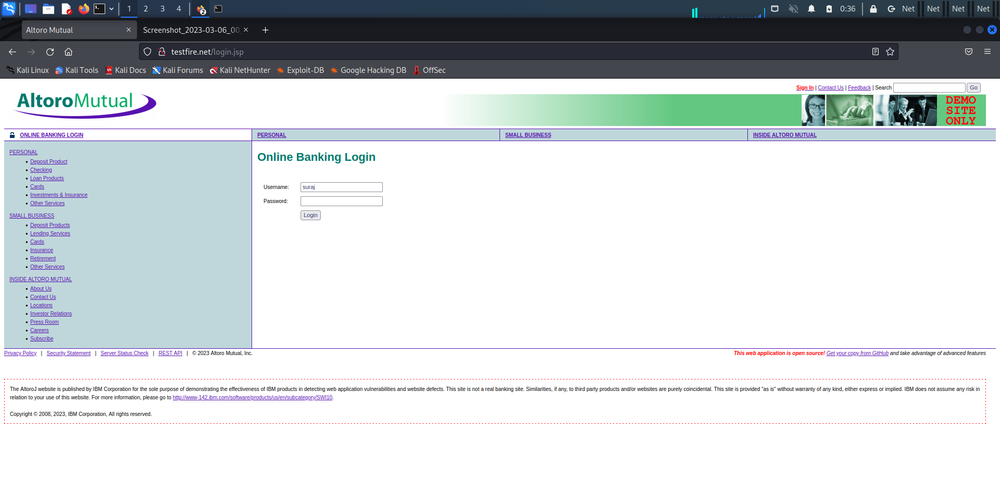 1 2 3 4 2 0:36 Net Net Net Net
Altoro Mutual Screenshot_2023-03-06_00
testfire.net/login.jsp
Kali Linux Kali Tools Kali Docs Kali Forums Kali NetHunter Exploit-DB Google Hacking DB OffSec
Sign In | Contact Us | Feedback | Search Go
AltoroMutual
DEMO
SITE
ONLY
ONLINE BANKING LOGIN PERSONAL SMALL BUSINESS INSIDE ALTORO MUTUAL
PERSONAL
Deposit Product
Checking
Loan Products
Cards
Investments & Insurance
Other Services
SMALL BUSINESS
Deposit Products
Lending Services
Cards
Insurance
Retirement
Other Services
INSIDE ALTORO MUTUAL
About Us
Contact Us
Locations
Investor Relations
Press Room
Careers
Subscribe
Online Banking Login
Username: suraj
Password:
Login
Privacy Policy | Security Statement | Server Status Check | REST API | © 2023 Altoro Mutual, Inc. This web application is open source! Get your copy from GitHub and take advantage of advanced features
The AltoroJ website is published by IBM Corporation for the sole purpose of demonstrating the effectiveness of IBM products in detecting web application vulnerabilities and website defects. This site is not a real banking site. Similarities, if any, to third party products and/or websites are purely coincidental. This site is provided "as is" without warranty of any kind, either express or implied. IBM does not assume any risk in
relation to your use of this website. For more information, please go to http://www-142.ibm.com/software/products/us/en/subcategory/SWI10.
Copyright © 2008, 2023, IBM Corporation, All rights reserved.